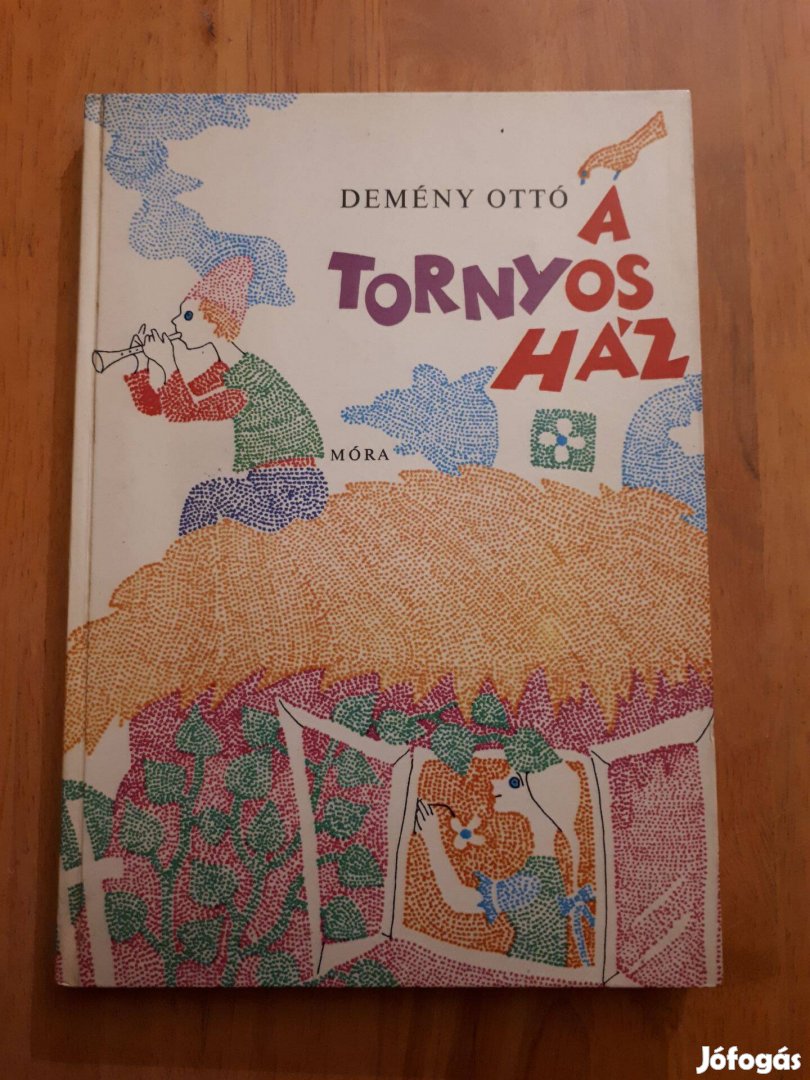 DEMÉNY OTTÓ
A
TORNYOS
HÁZ
MÓRA
Jófogás